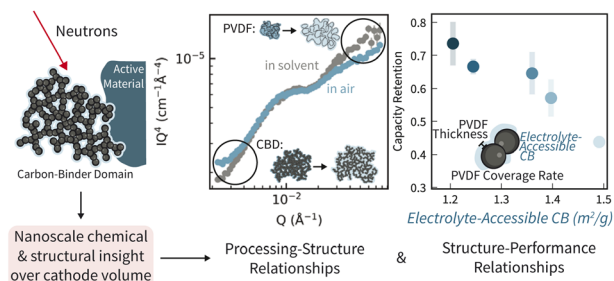 Neutrons
Active
Material
Carbon-Binder Domain
Nanoscale chemical
& structural insight
over cathode volume
IQ⁴ (cm⁻¹Å⁻⁴)
10⁻⁵
PVDF:
in solvent
in air
CBD:
10⁻²
Q (Å⁻¹)
Processing-Structure
Relationships
&
Capacity Retention
0.8
0.7
0.6
0.5
0.4
0.3
PVDF
Thickness
Electrolyte-
Accessible
CB
PVDF Coverage Rate
1.2 1.3 1.4 1.5
Electrolyte-Accessible CB (m²/g)
Structure-Performance
Relationships